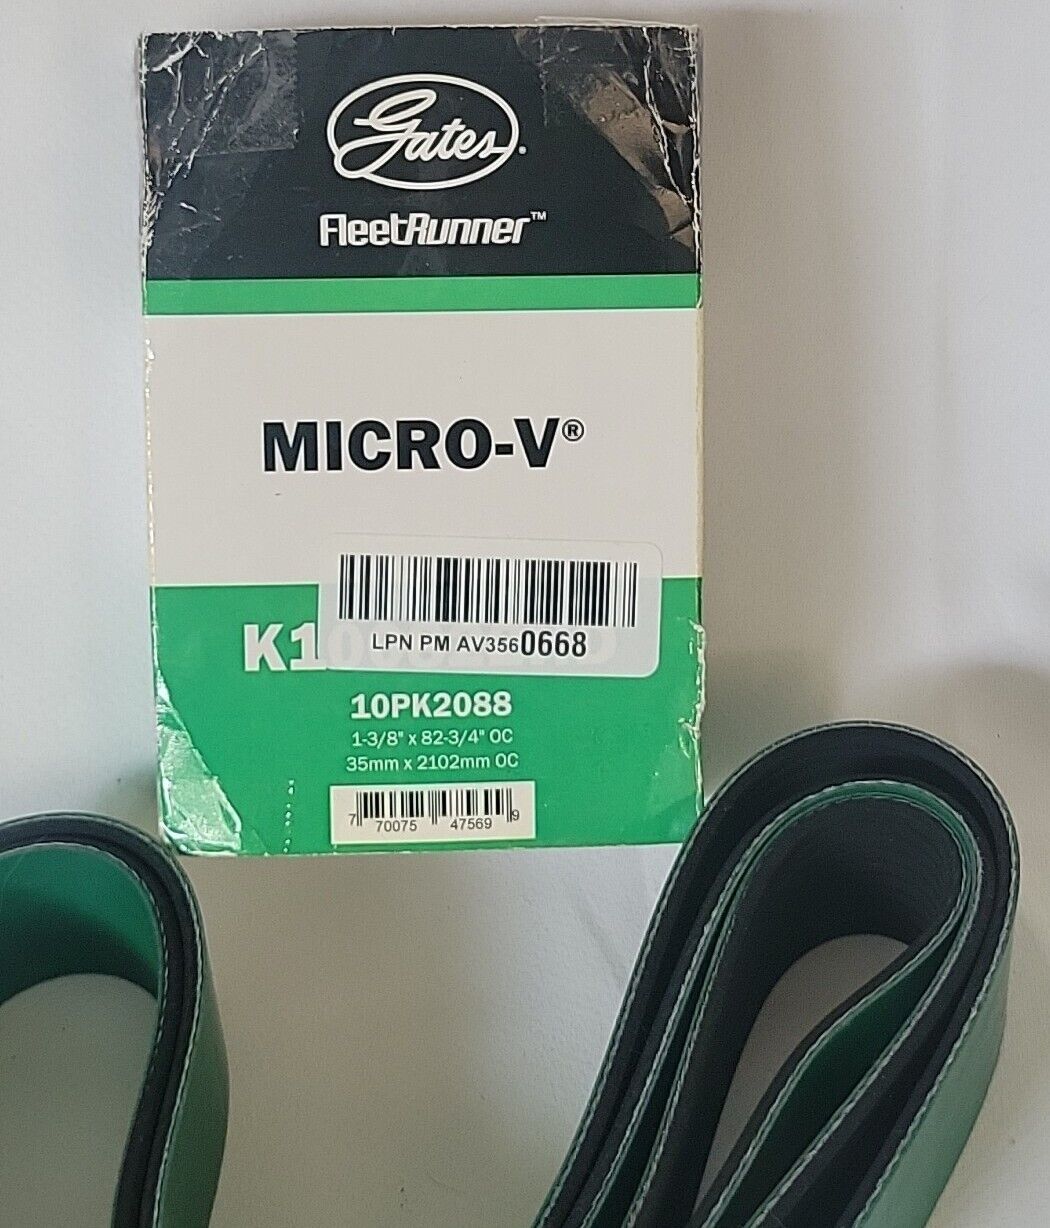 Gates
FleetRunner™
MICRO-V®
LPN PM AV3560668
K1
10PK2088
1-3/8" x 82-3/4" OC
35mm x 2102mm OC
7 70075 47569 9